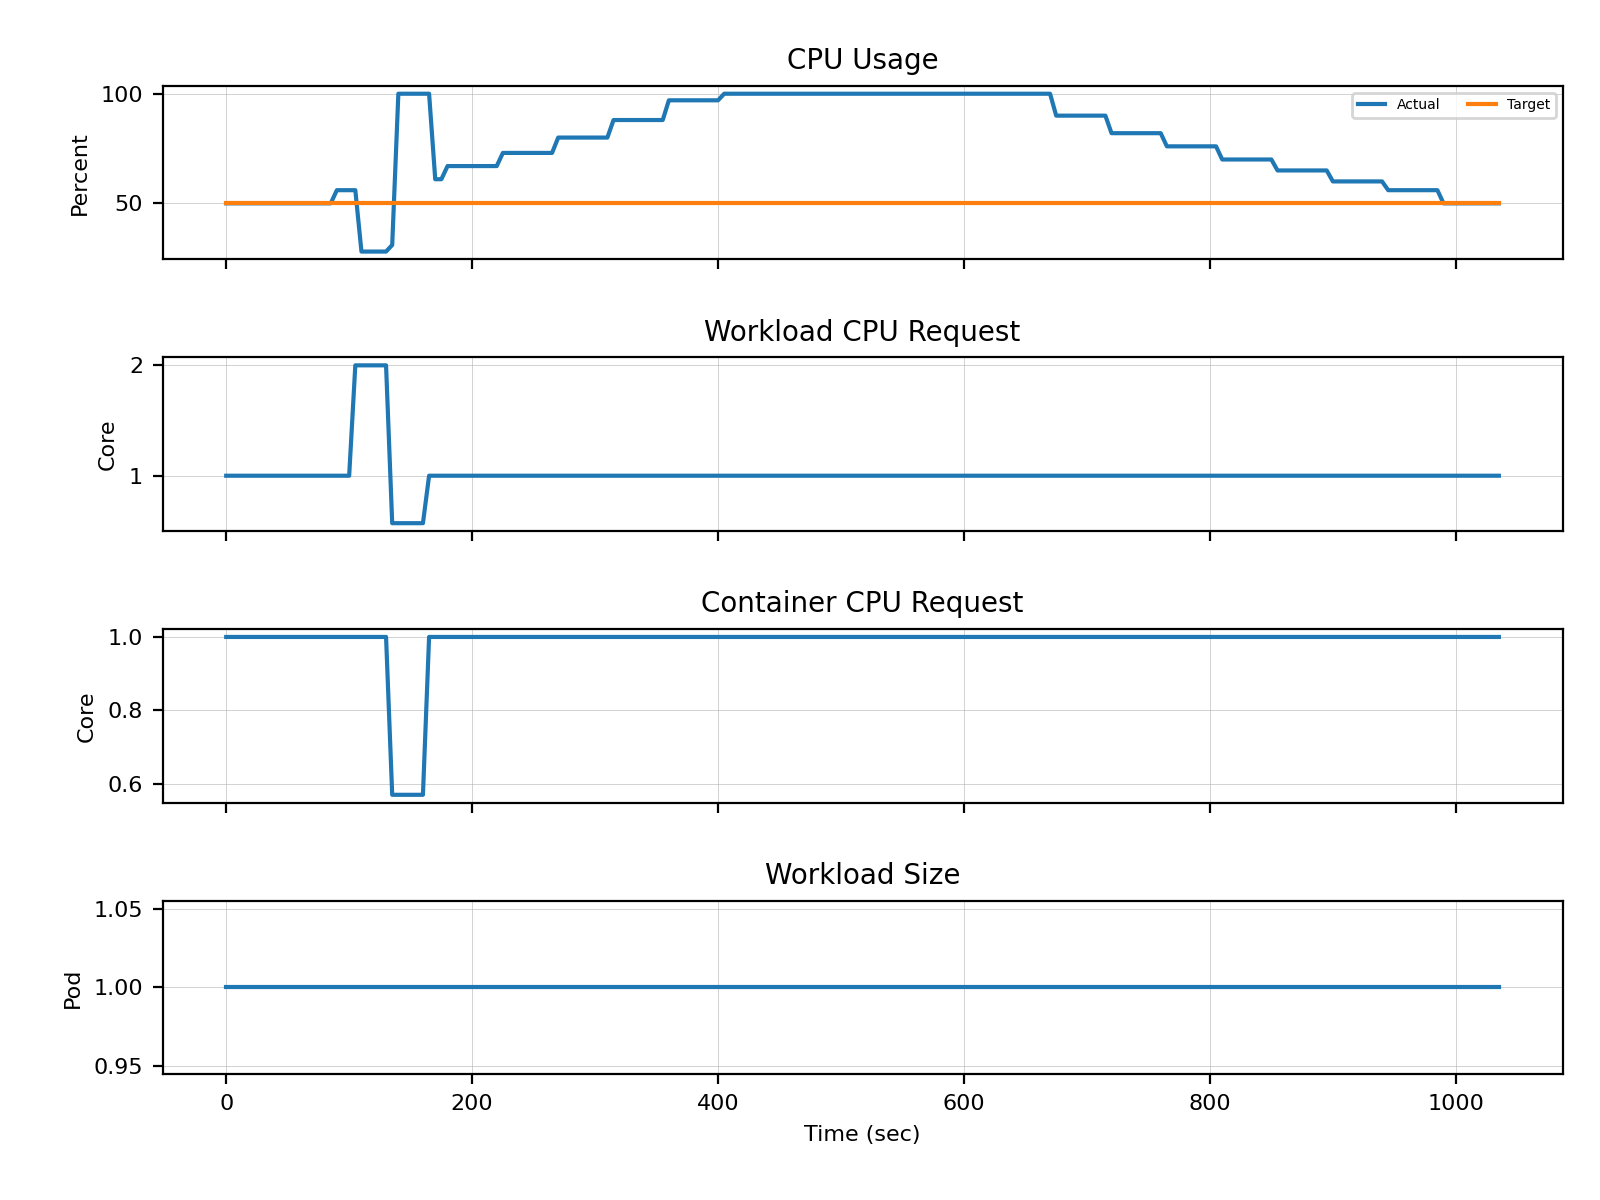 CPU Usage
100
50
Percent
Actual
Target
Workload CPU Request
2
1
Core
Container CPU Request
1.0
0.8
0.6
Core
Workload Size
1.05
1.00
0.95
Pod
0 200 400 600 800 1000
Time (sec)